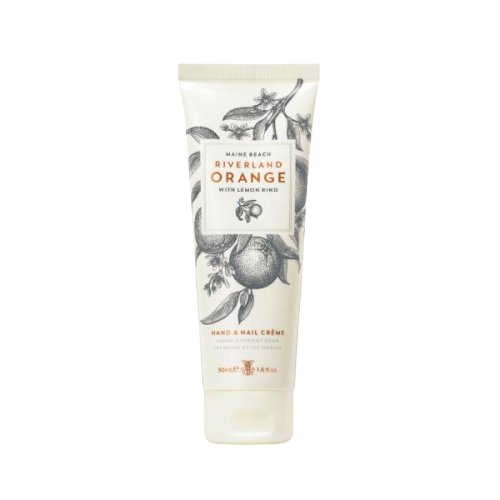 MAINE BEACH
RIVERLAND
ORANGE
WITH LEMON RIND
HAND & NAIL CRÈME
50ml℮ 1.6 fl.oz.